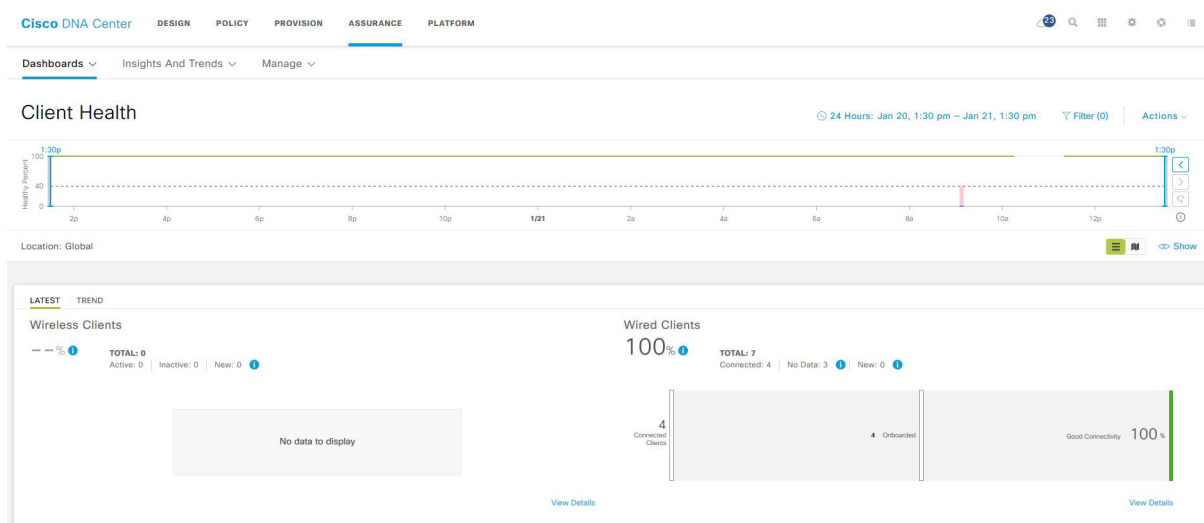 Cisco DNA Center DESIGN POLICY PROVISION ASSURANCE PLATFORM 23
Dashboards Insights And Trends Manage
Client Health
24 Hours: Jan 20, 1:30 pm – Jan 21, 1:30 pm Filter (0) Actions
1:30p 1:30p
Healthy Percent
100
40
0
2p 4p 6p 8p 10p 1/21 2a 4a 6a 8a 10a 12p
Location: Global Show
LATEST TREND
Wireless Clients
--%
TOTAL: 0
Active: 0 Inactive: 0 New: 0
No data to display
View Details
Wired Clients
100%
TOTAL: 7
Connected: 4 No Data: 3 New: 0
4
Connected
Clients
4 Onboarded
Good Connectivity 100 %
View Details